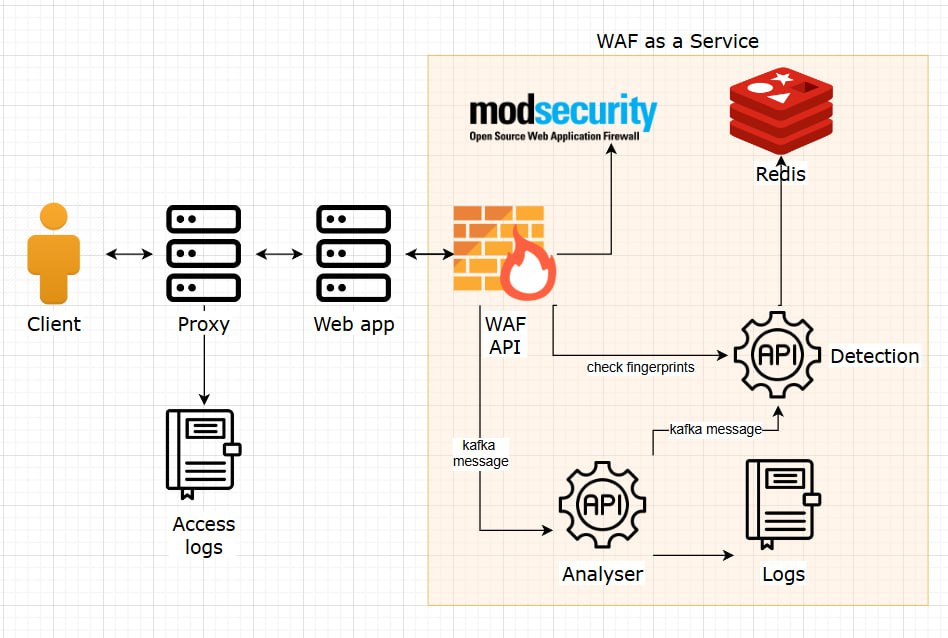 WAF as a Service
modsecurity
Open Source Web Application Firewall
Redis
Client
Proxy
Web app
WAF
API
check fingerprints
API
Detection
kafka message
kafka
message
API
Access
logs
Analyser
Logs